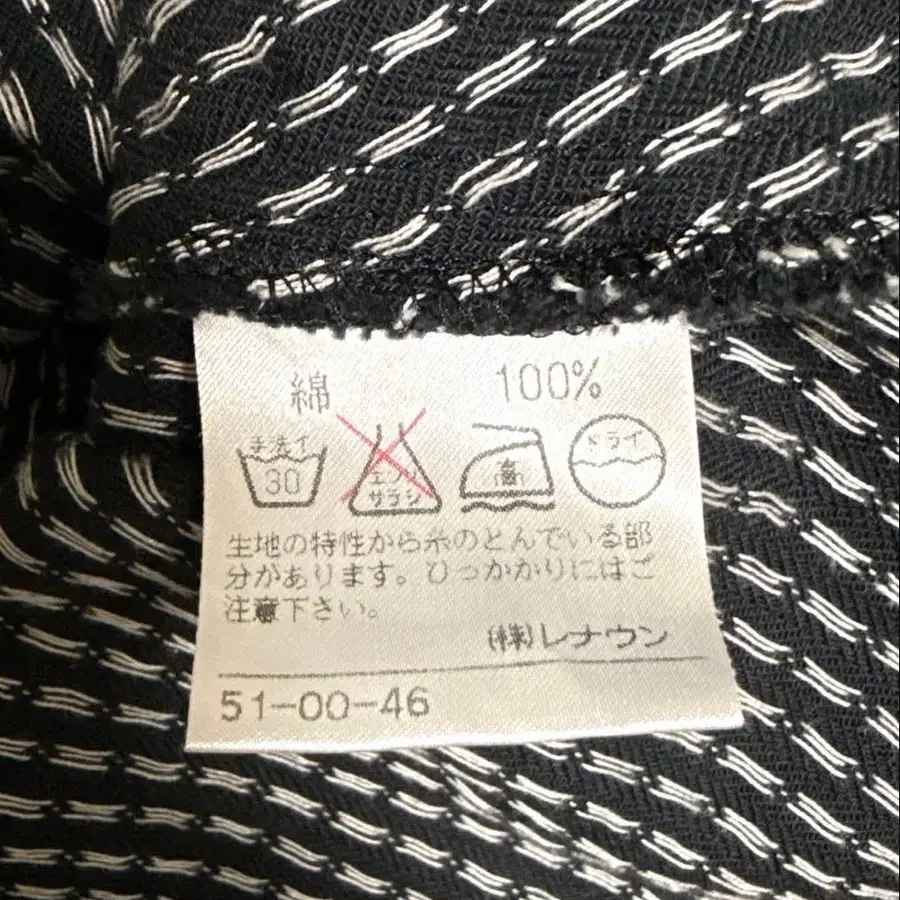 綿 100%
手洗イ 30 エンソ サラシ 高 ドライ
生地の特性から糸のとんでいる部
分があります。ひっかかりにはご
注意下さい。
(株)レナウン
51-00-46